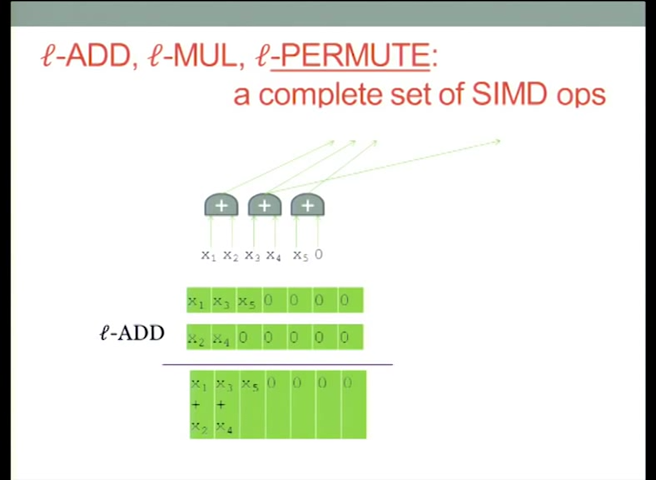 ℓ-ADD, ℓ-MUL, ℓ-PERMUTE:
a complete set of SIMD ops
+ + +
x₁ x₂ x₃ x₄ x₅ 0
x₁ x₃ x₅ 0 0 0 0
ℓ-ADD
x₂ x₄ 0 0 0 0 0
x₁ x₃ x₅ 0 0 0 0
+ +
x₂ x₄